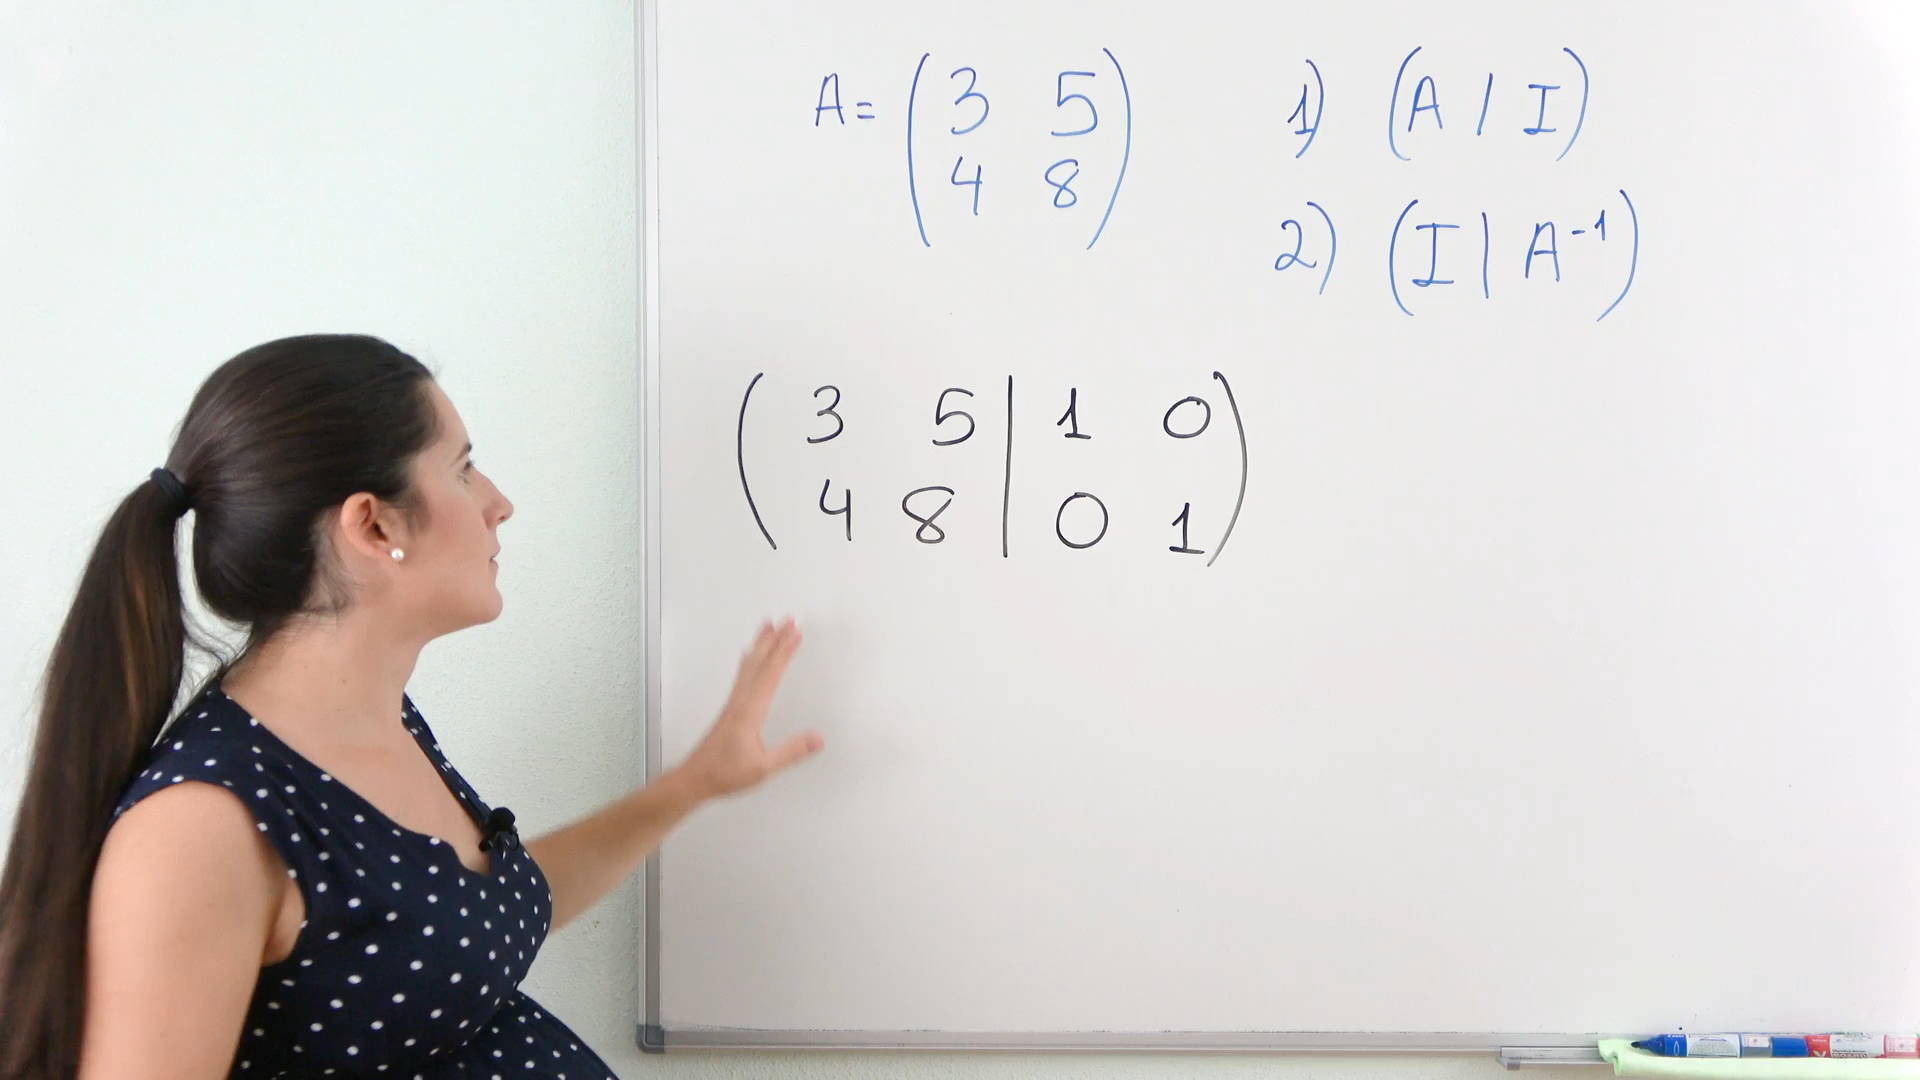 A= (3 5
4 8)
1) (A / I)
2) (I | A⁻¹)
(3 5 | 1 0
4 8 | 0 1)